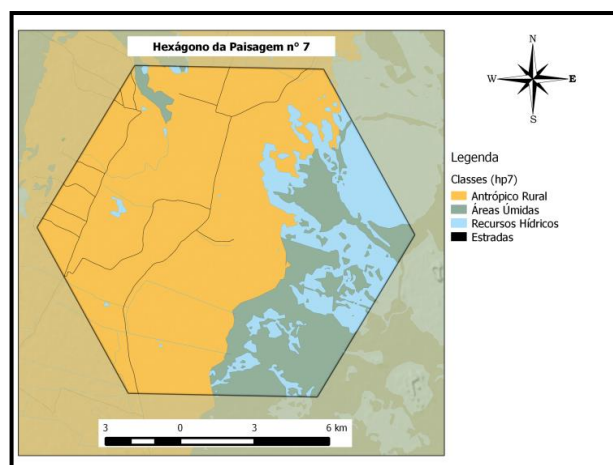 Hexágono da Paisagem nº 7
N
W
E
S
Legenda
Classes (hp7)
Antrópico Rural
Áreas Úmidas
Recursos Hídricos
Estradas
3 0 3 6 km